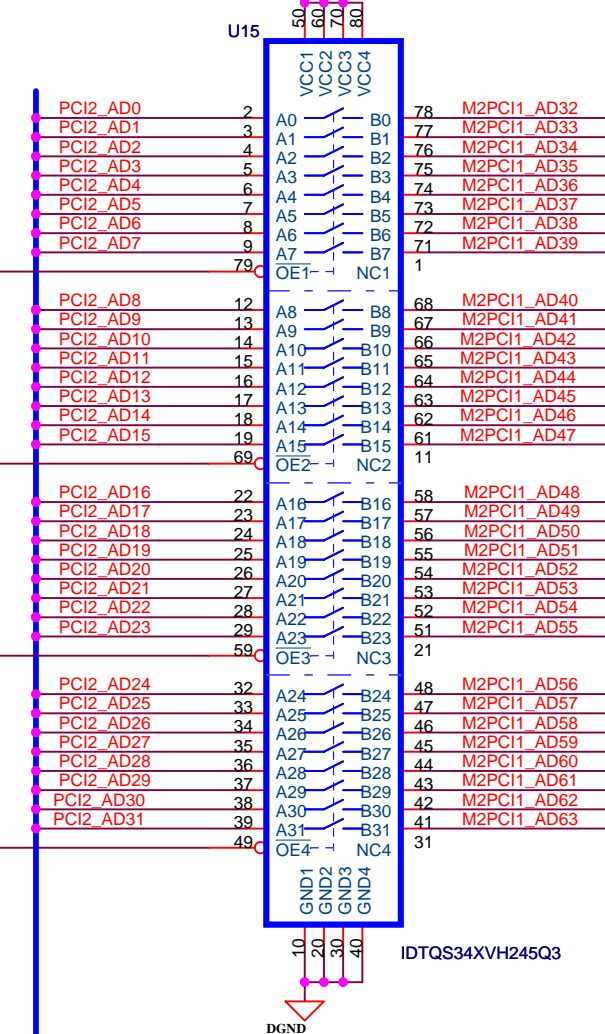 50 60 70 80
U15
VCC1 VCC2 VCC3 VCC4
PCI2_AD0 2 A0 B0 78 M2PCI1_AD32
PCI2_AD1 3 A1 B1 77 M2PCI1_AD33
PCI2_AD2 4 A2 B2 76 M2PCI1_AD34
PCI2_AD3 5 A3 B3 75 M2PCI1_AD35
PCI2_AD4 6 A4 B4 74 M2PCI1_AD36
PCI2_AD5 7 A5 B5 73 M2PCI1_AD37
PCI2_AD6 8 A6 B6 72 M2PCI1_AD38
PCI2_AD7 9 A7 B7 71 M2PCI1_AD39
79 OE1 NC1 1
PCI2_AD8 12 A8 B8 68 M2PCI1_AD40
PCI2_AD9 13 A9 B9 67 M2PCI1_AD41
PCI2_AD10 14 A10 B10 66 M2PCI1_AD42
PCI2_AD11 15 A11 B11 65 M2PCI1_AD43
PCI2_AD12 16 A12 B12 64 M2PCI1_AD44
PCI2_AD13 17 A13 B13 63 M2PCI1_AD45
PCI2_AD14 18 A14 B14 62 M2PCI1_AD46
PCI2_AD15 19 A15 B15 61 M2PCI1_AD47
69 OE2 NC2 11
PCI2_AD16 22 A16 B16 58 M2PCI1_AD48
PCI2_AD17 23 A17 B17 57 M2PCI1_AD49
PCI2_AD18 24 A18 B18 56 M2PCI1_AD50
PCI2_AD19 25 A19 B19 55 M2PCI1_AD51
PCI2_AD20 26 A20 B20 54 M2PCI1_AD52
PCI2_AD21 27 A21 B21 53 M2PCI1_AD53
PCI2_AD22 28 A22 B22 52 M2PCI1_AD54
PCI2_AD23 29 A23 B23 51 M2PCI1_AD55
59 OE3 NC3 21
PCI2_AD24 32 A24 B24 48 M2PCI1_AD56
PCI2_AD25 33 A25 B25 47 M2PCI1_AD57
PCI2_AD26 34 A26 B26 46 M2PCI1_AD58
PCI2_AD27 35 A27 B27 45 M2PCI1_AD59
PCI2_AD28 36 A28 B28 44 M2PCI1_AD60
PCI2_AD29 37 A29 B29 43 M2PCI1_AD61
PCI2_AD30 38 A30 B30 42 M2PCI1_AD62
PCI2_AD31 39 A31 B31 41 M2PCI1_AD63
49 OE4 NC4 31
GND1 GND2 GND3 GND4
10 20 30 40
IDTQS34XVH245Q3
DGND